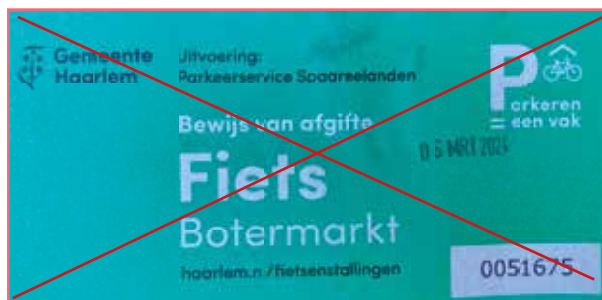 Gemeente
Haarlem
Uitvoering:
Parkeerservice Spaarnelanden
Parkeren
= een vak
Bewijs van afgifte
Fiets
Botermarkt
haarlem.nl/fietsenstallingen
0 5 MRT 2024
0051675